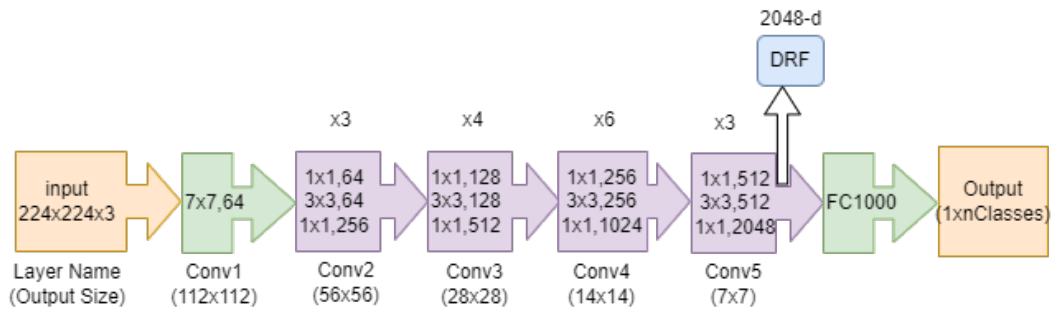 2048-d
DRF
x3
x4
x6
x3
input
224x224x3
7x7,64
1x1,64
3x3,64
1x1,256
1x1,128
3x3,128
1x1,512
1x1,256
3x3,256
1x1,1024
1x1,512
3x3,512
1x1,2048
FC1000
Output
(1xnClasses)
Layer Name
(Output Size)
Conv1
(112x112)
Conv2
(56x56)
Conv3
(28x28)
Conv4
(14x14)
Conv5
(7x7)